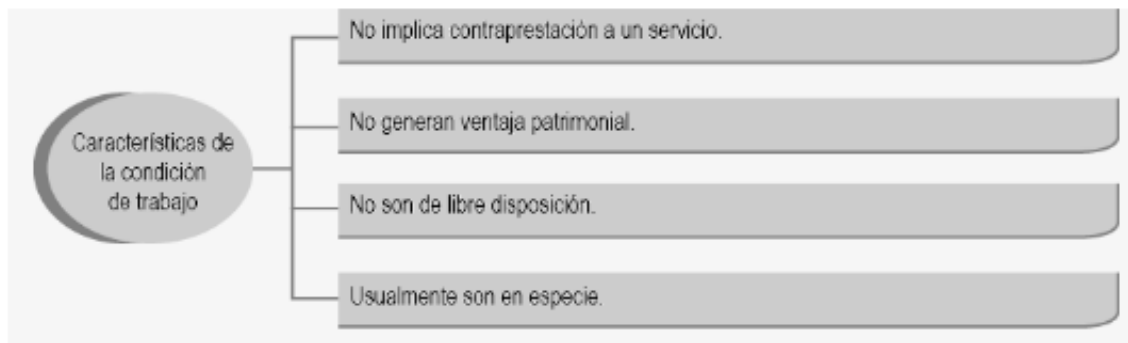 No implica contraprestación a un servicio.
No generan ventaja patrimonial.
Características de
la condición
de trabajo
No son de libre disposición.
Usualmente son en especie.